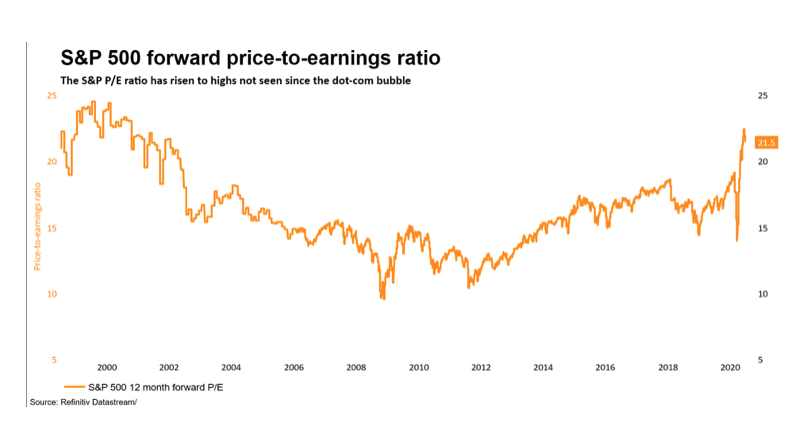 S&P 500 forward price-to-earnings ratio
The S&P P/E ratio has risen to highs not seen since the dot-com bubble
25 25
21.5
20 20
Price-to-earnings ratio
15 15
10 10
5 5
2000 2002 2004 2006 2008 2010 2012 2014 2016 2018 2020
S&P 500 12 month forward P/E
Source: Refinitiv Datastream/